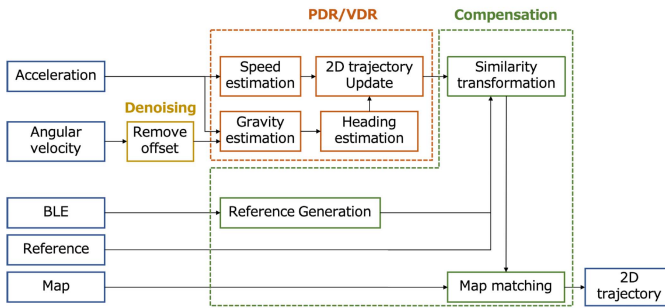 PDR/VDR
Compensation
Acceleration
Speed
estimation
2D trajectory
Update
Similarity
transformation
Denoising
Angular
velocity
Remove
offset
Gravity
estimation
Heading
estimation
BLE
Reference Generation
Reference
Map
Map matching
2D
trajectory